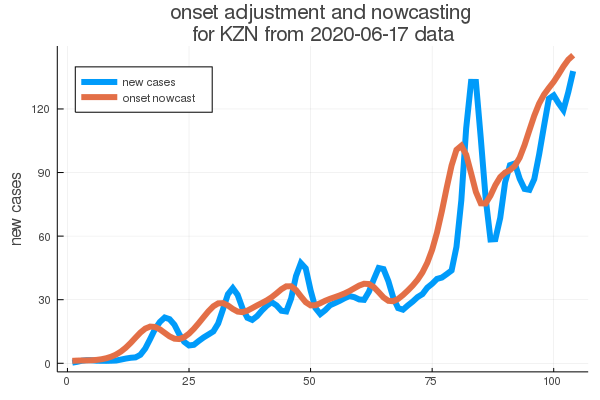 onset adjustment and nowcasting
for KZN from 2020-06-17 data
new cases
onset nowcast
new cases
120
90
60
30
0
0
25
50
75
100